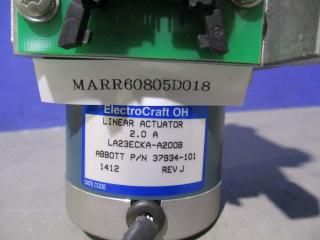 MARR60805D018
ElectroCraft OH
LINEAR ACTUATOR
2.0 A
LA23ECKA-A200B
ABBOTT P/N 37934-101
1412 REV J
DATE CODE